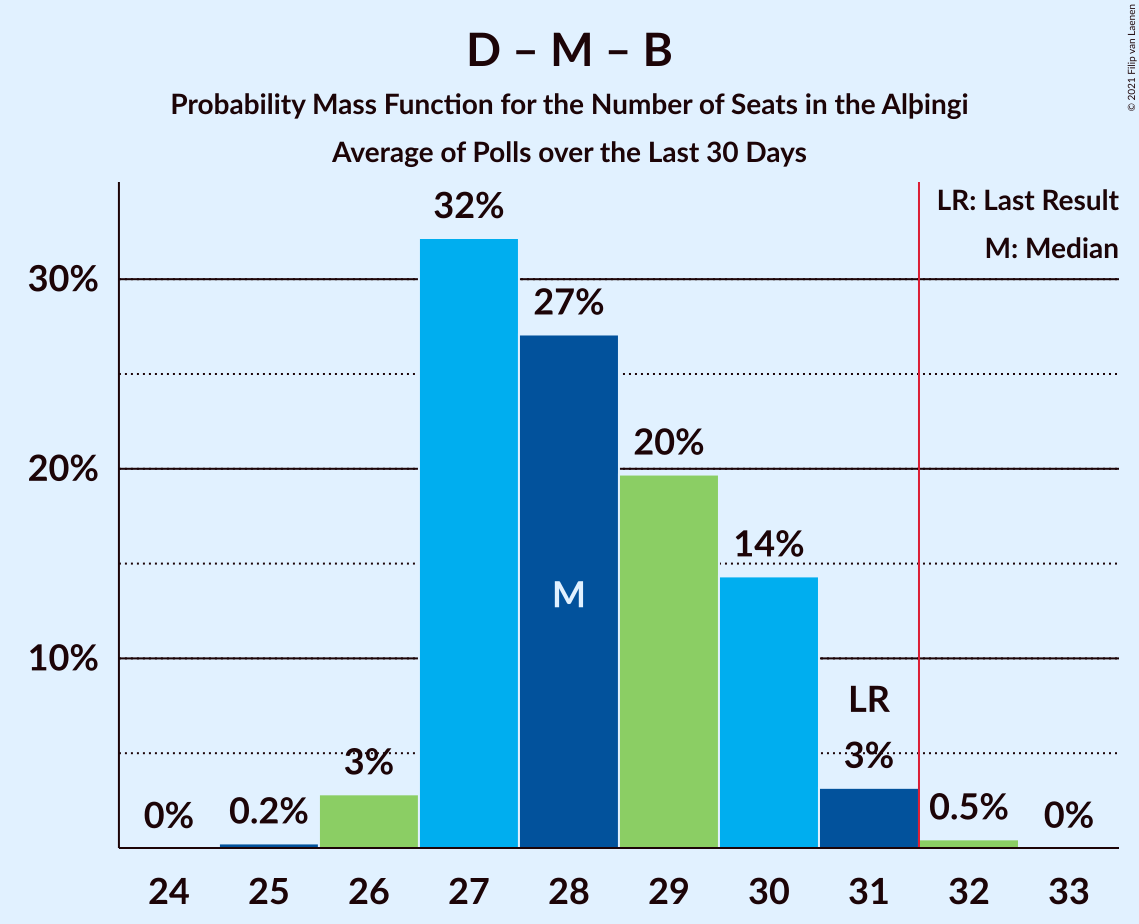 D – M – B
Probability Mass Function for the Number of Seats in the Alþingi
Average of Polls over the Last 30 Days
© 2021 Filip van Laenen
LR: Last Result
M: Median
30%
20%
10%
0%
0.2%
3%
32%
27%
20%
14%
3%
0.5%
0%
M
LR
24 25 26 27 28 29 30 31 32 33